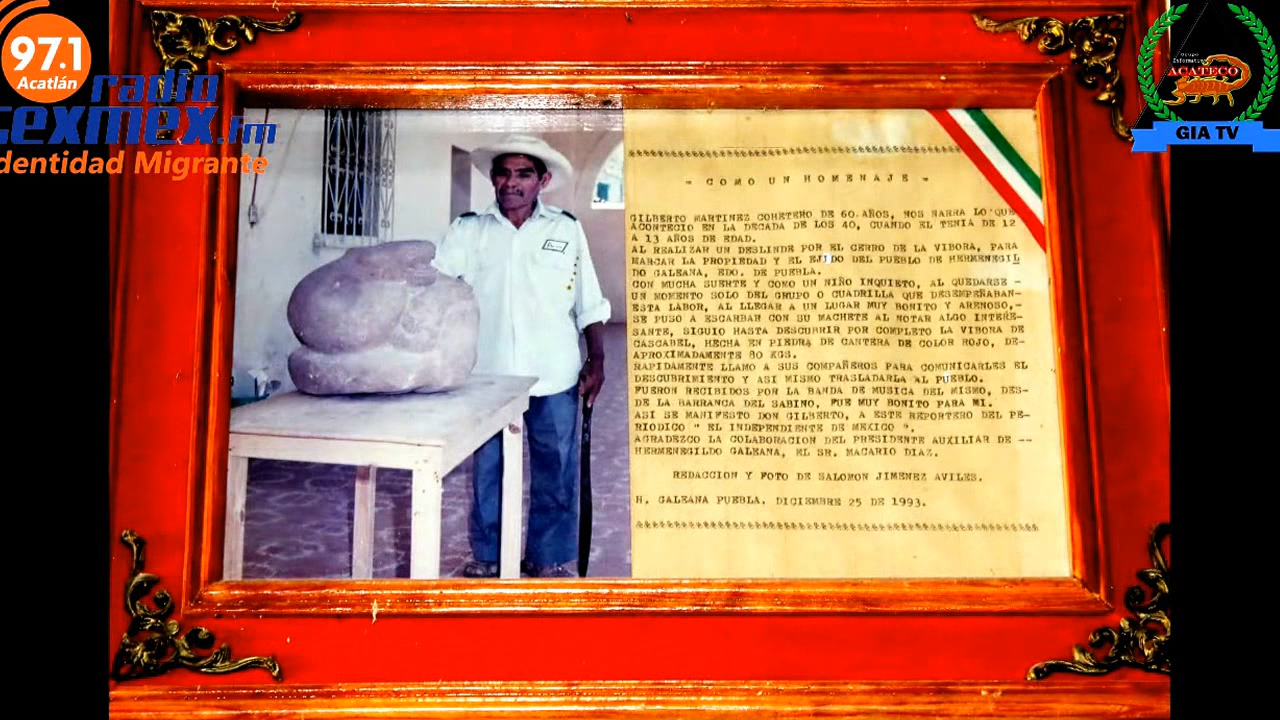 97.1
Acatlán
radio
texmex.fm
Identidad Migrante
Grupo
Informativo
ACATECO
GIA TV
- COMO UN HOMENAJE -
GILBERTO MARTINEZ COHETERO DE 60 AÑOS, NOS NARRA LO QUE
ACONTECIO EN LA DECADA DE LOS 40, CUANDO EL TENIA DE 12
A 13 AÑOS DE EDAD.
AL REALIZAR UN DESLINDE POR EL CERRO DE LA VIBORA, PARA
MARCAR LA PROPIEDAD Y EL EJIDO DEL PUEBLO DE HERMENEGIL
DO GALEANA, EDO. DE PUEBLA.
CON MUCHA SUERTE Y COMO UN NIÑO INQUIETO, AL QUEDARSE -
UN MOMENTO SOLO DEL GRUPO O CUADRILLA QUE DESEMPEÑABAN-
ESTA LABOR, AL LLEGAR A UN LUGAR MUY BONITO Y ARENOSO,-
SE PUSO A ESCARBAR CON SU MACHETE AL NOTAR ALGO INTERE-
SANTE, SIGUIO HASTA DESCUBRIR POR COMPLETO LA VIBORA DE
CASCABEL, HECHA EN PIEDRA DE CANTERA DE COLOR ROJO, DE-
APROXIMADAMENTE 80 KGS.
RAPIDAMENTE LLAMO A SUS COMPAÑEROS PARA COMUNICARLES EL
DESCUBRIMIENTO Y ASI MISMO TRASLADARLA AL PUEBLO.
FUERON RECIBIDOS POR LA BANDA DE MUSICA DEL MISMO, DES-
DE LA BARRANCA DEL SABINO, FUE MUY BONITO PARA MI.
ASI SE MANIFESTO DON GILBERTO, A ESTE REPORTERO DEL PE-
RIODICO " EL INDEPENDIENTE DE MEXICO ".
AGRADEZCO LA COLABORACION DEL PRESIDENTE AUXILIAR DE --
HERMENEGILDO GALEANA, EL SR. MACARIO DIAZ.
REDACCION Y FOTO DE SALOMON JIMENEZ AVILES.
H. GALEANA PUEBLA. DICIEMBRE 25 DE 1993.